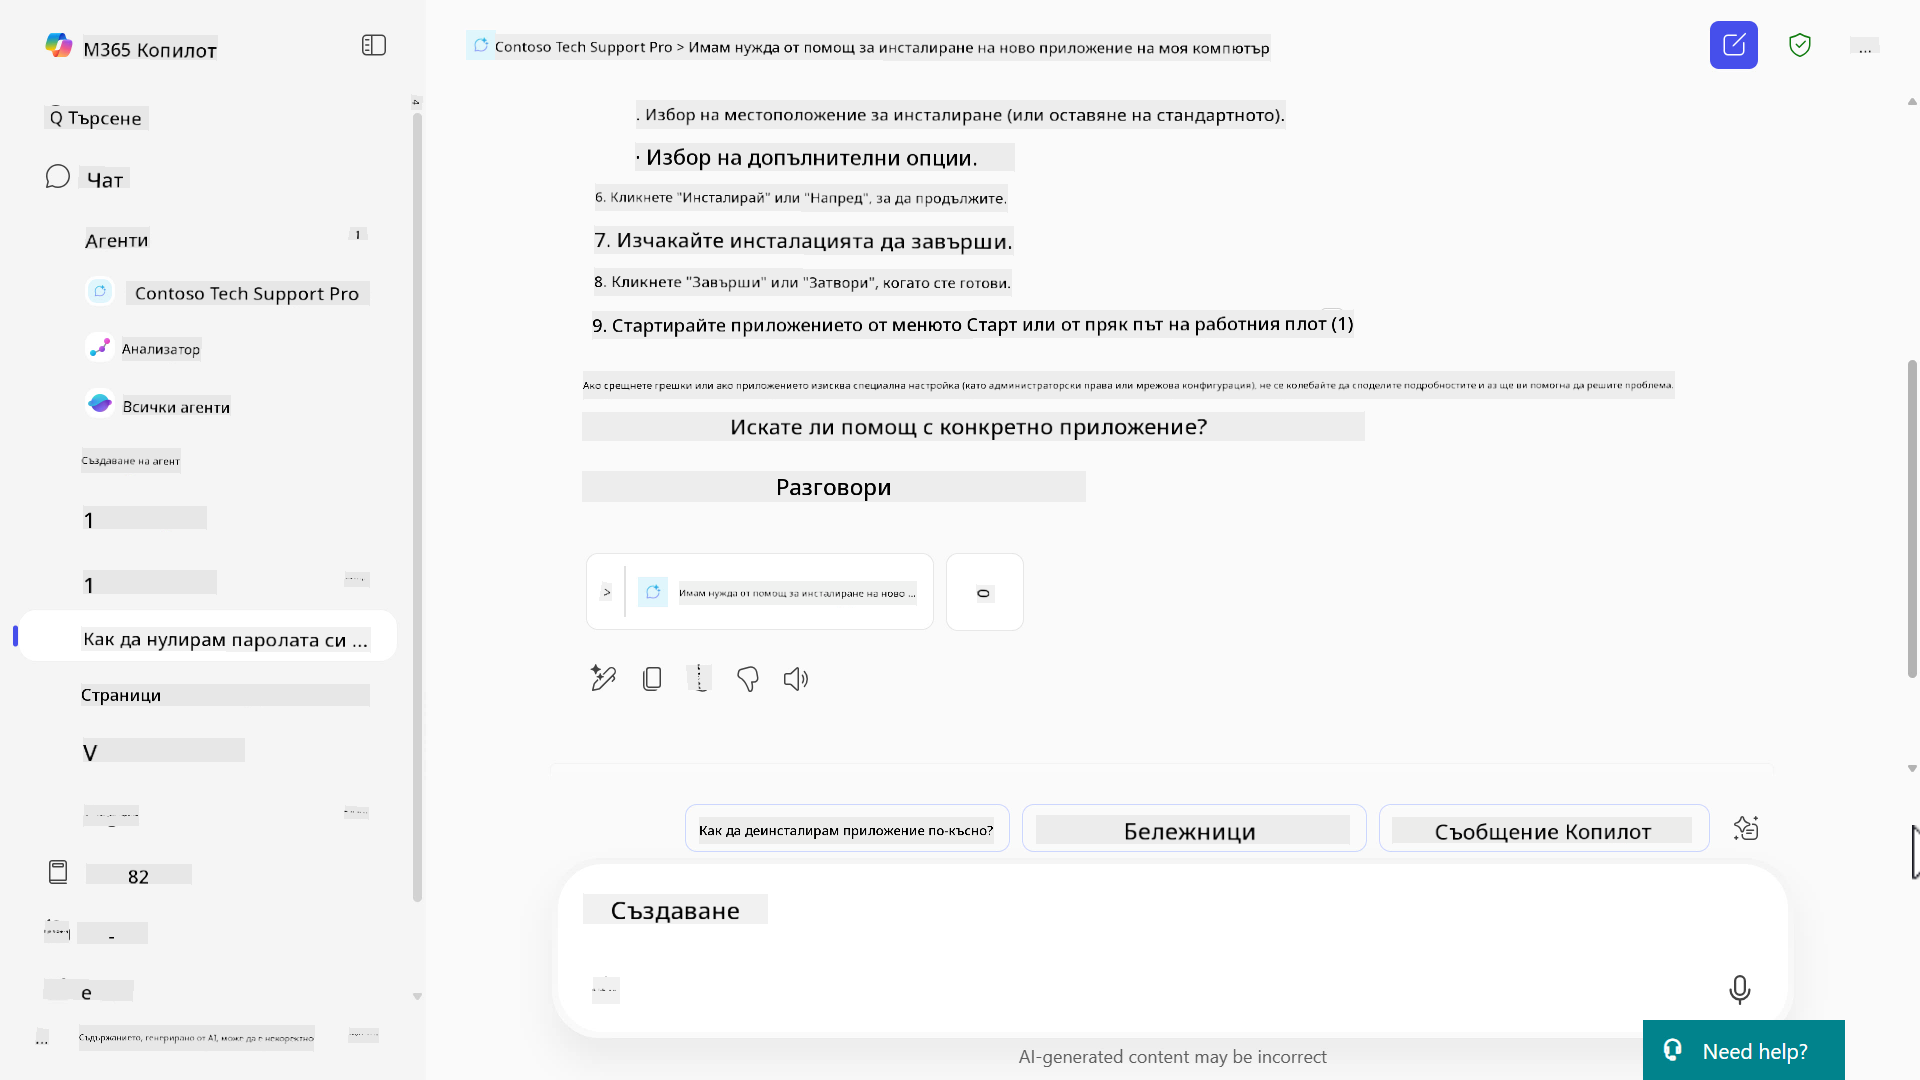 М365 Копилот
Търсене
Чат
Агенти
1
Contoso Tech Support Pro
Анализатор
Всички агенти
Създаване на агент
1
1
Как да нулирам паролата си ...
Страници
V
82
-
e
...
Съдържанието, генерирано от AI, може да е некоректно
Contoso Tech Support Pro > Имам нужда от помощ за инсталиране на ново приложение на моя компютър
...
. Избор на местоположение за инсталиране (или оставяне на стандартното).
· Избор на допълнителни опции.
6. Кликнете "Инсталирай" или "Напред", за да продължите.
7. Изчакайте инсталацията да завърши.
8. Кликнете "Завърши" или "Затвори", когато сте готови.
9. Стартирайте приложението от менюто Старт или от пряк път на работния плот (1)
Ако срещнете грешки или ако приложението изисква специална настройка (като администраторски права или мрежова конфигурация), не се колебайте да споделите подробностите и аз ще ви помогна да решите проблема.
Искате ли помощ с конкретно приложение?
Разговори
> Имам нужда от помощ за инсталиране на ново ...
0
Как да деинсталирам приложение по-късно?
Бележници
Съобщение Копилот
Създаване
AI-generated content may be incorrect
Need help?